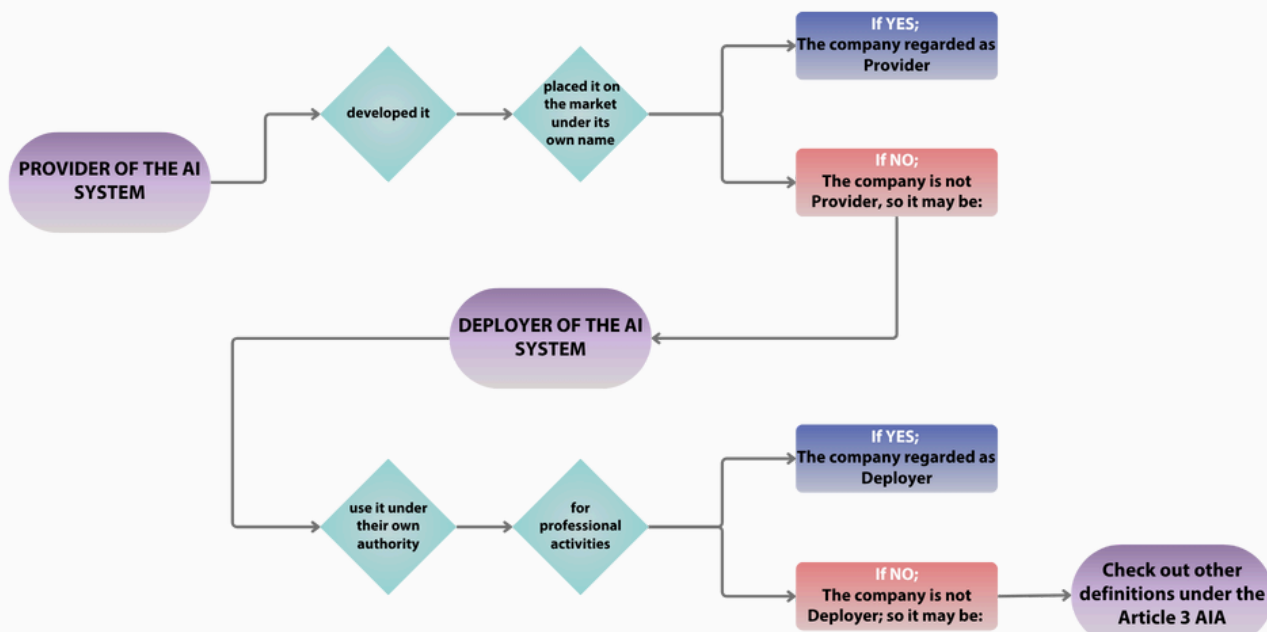 PROVIDER OF THE AI
SYSTEM
developed it
placed it on
the market
under its
own name
If YES;
The company regarded as
Provider
If NO;
The company is not
Provider, so it may be:
DEPLOYER OF THE AI
SYSTEM
use it under
their own
authority
for
professional
activities
If YES;
The company regarded as
Deployer
If NO;
The company is not
Deployer; so it may be:
Check out other
definitions under the
Article 3 AIA